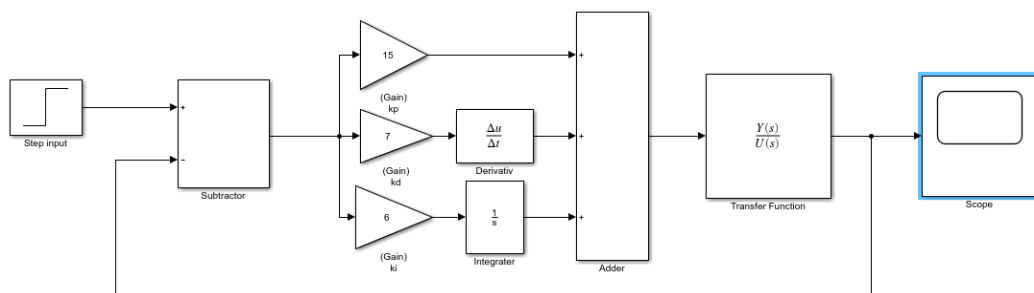 15
(Gain)
kp
+
+
Y(s)
U(s)
Step input
7
Δu
Δt
+
−
(Gain)
kd
Derivativ
Transfer Function
Scope
Subtractor
6
1
s
+
(Gain)
ki
Integrater
Adder